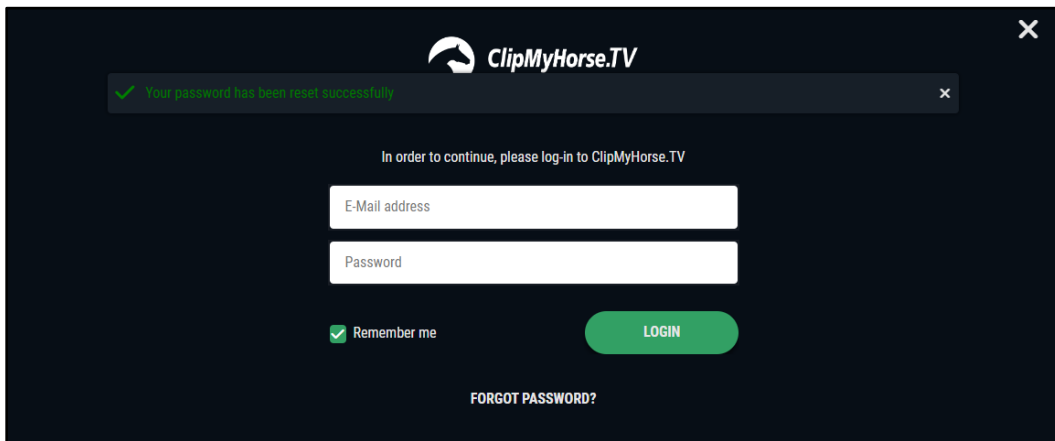 ClipMyHorse.TV
Your password has been reset successfully
In order to continue, please log-in to ClipMyHorse.TV
E-Mail address
Password
Remember me
LOGIN
FORGOT PASSWORD?